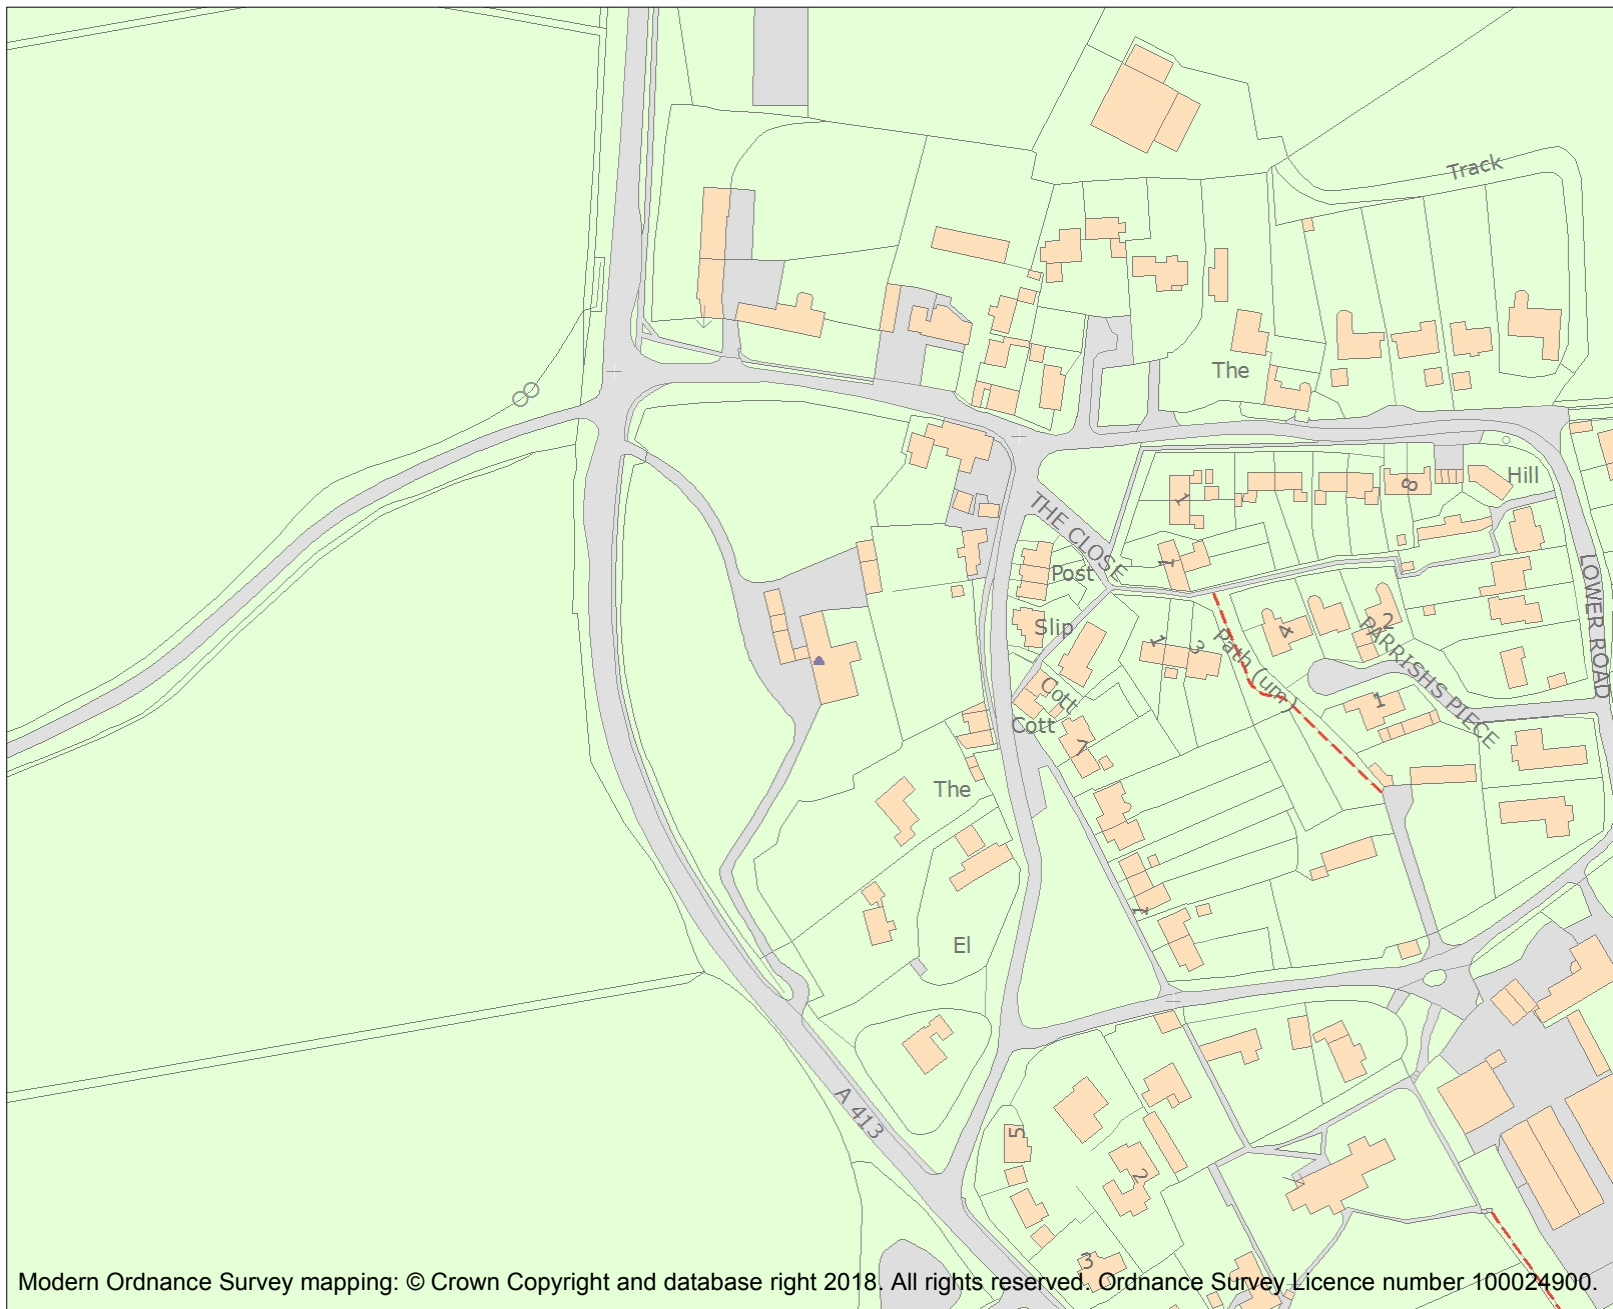 Track
The
THE CLOSE
1
8
Hill
Post
1
LOWER ROAD
Slip
1
3
Path (um)
4
2
PARRISHS PIECE
1
Cott
Cott
7
The
1
El
A 413
5
2
3
Modern Ordnance Survey mapping: © Crown Copyright and database right 2018. All rights reserved. Ordnance Survey Licence number 100024900.